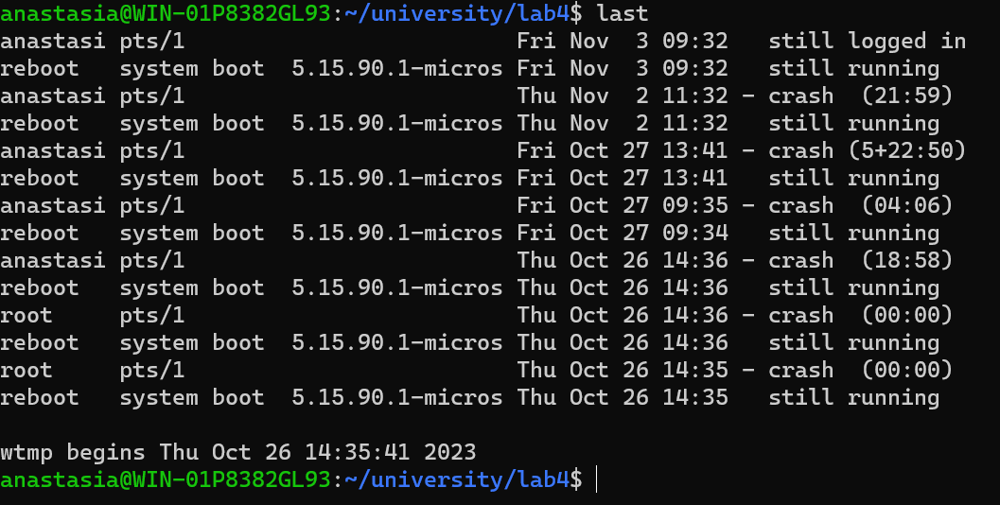 anastasia@WIN-01P8382GL93:~/university/lab4$ last
anastasi pts/1                         Fri Nov  3 09:32   still logged in
reboot   system boot  5.15.90.1-micros Fri Nov  3 09:32   still running
anastasi pts/1                         Thu Nov  2 11:32 - crash  (21:59)
reboot   system boot  5.15.90.1-micros Thu Nov  2 11:32   still running
anastasi pts/1                         Fri Oct 27 13:41 - crash (5+22:50)
reboot   system boot  5.15.90.1-micros Fri Oct 27 13:41   still running
anastasi pts/1                         Fri Oct 27 09:35 - crash  (04:06)
reboot   system boot  5.15.90.1-micros Fri Oct 27 09:34   still running
anastasi pts/1                         Thu Oct 26 14:36 - crash  (18:58)
reboot   system boot  5.15.90.1-micros Thu Oct 26 14:36   still running
root     pts/1                         Thu Oct 26 14:36 - crash  (00:00)
reboot   system boot  5.15.90.1-micros Thu Oct 26 14:36   still running
root     pts/1                         Thu Oct 26 14:35 - crash  (00:00)
reboot   system boot  5.15.90.1-micros Thu Oct 26 14:35   still running

wtmp begins Thu Oct 26 14:35:41 2023
anastasia@WIN-01P8382GL93:~/university/lab4$